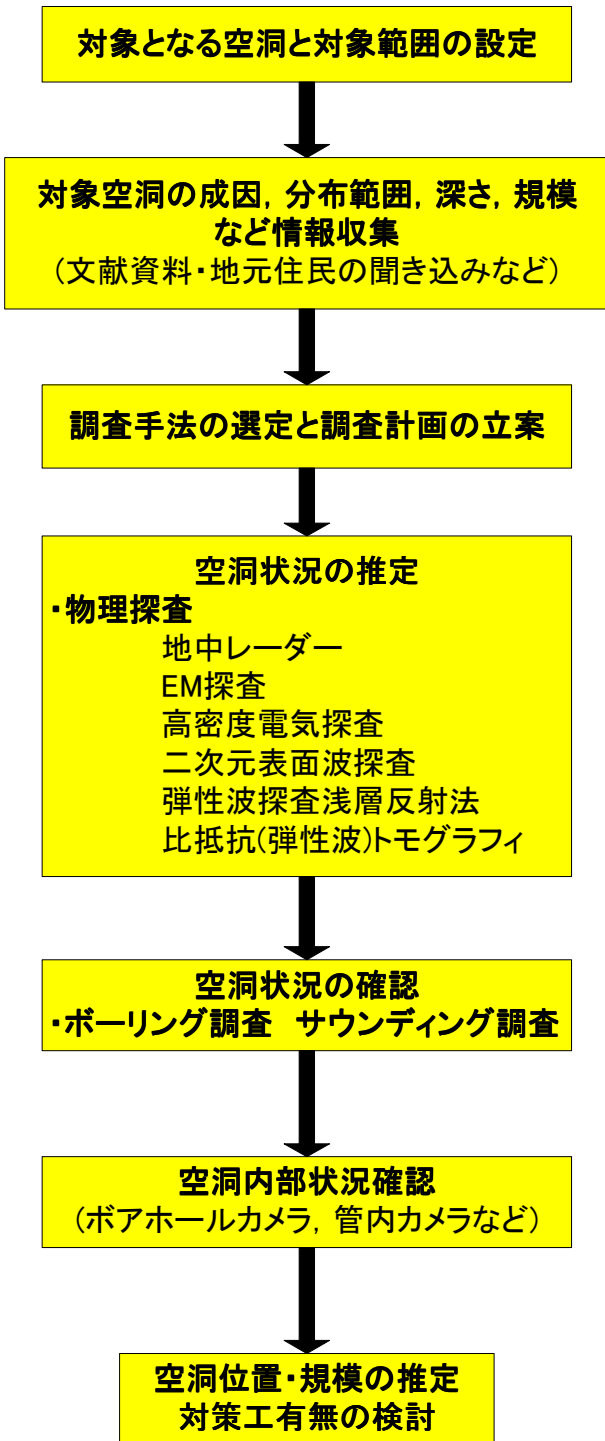 対象となる空洞と対象範囲の設定
対象空洞の成因, 分布範囲, 深さ, 規模
など情報収集
(文献資料・地元住民の聞き込みなど)
調査手法の選定と調査計画の立案
空洞状況の推定
・物理探査
地中レーダー
EM探査
高密度電気探査
二次元表面波探査
弾性波探査浅層反射法
比抵抗(弾性波)トモグラフィ
空洞状況の確認
・ボーリング調査　サウンディング調査
空洞内部状況確認
(ボアホールカメラ, 管内カメラなど)
空洞位置・規模の推定
対策工有無の検討